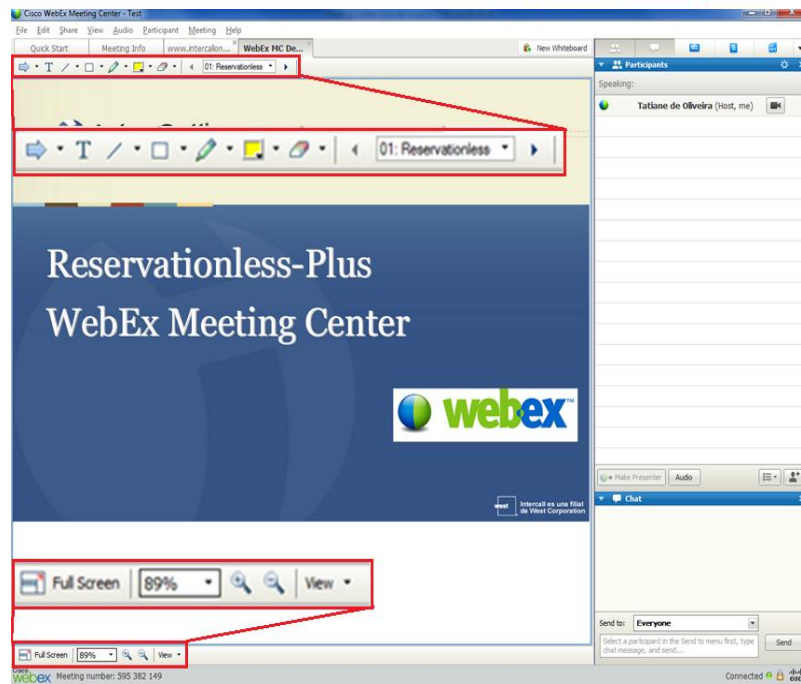 Cisco WebEx Meeting Center - Test
File Edit Share View Audio Participant Meeting Help
Quick Start Meeting Info www.intercallon... WebEx MC De... New Whiteboard
T 01: Reservationless
T 01: Reservationless
Reservationless-Plus
WebEx Meeting Center
webex™
west Intercall es una filial
de West Corporation
Full Screen 89% View
Full Screen 89% View
Participants
Speaking:
Tatiane de Oliveira (Host, me)
Make Presenter Audio
Chat
Send to: Everyone
Select a participant in the Send to menu first, type
chat message, and send...
Send
Cisco
webex Meeting number: 595 382 149
Connected